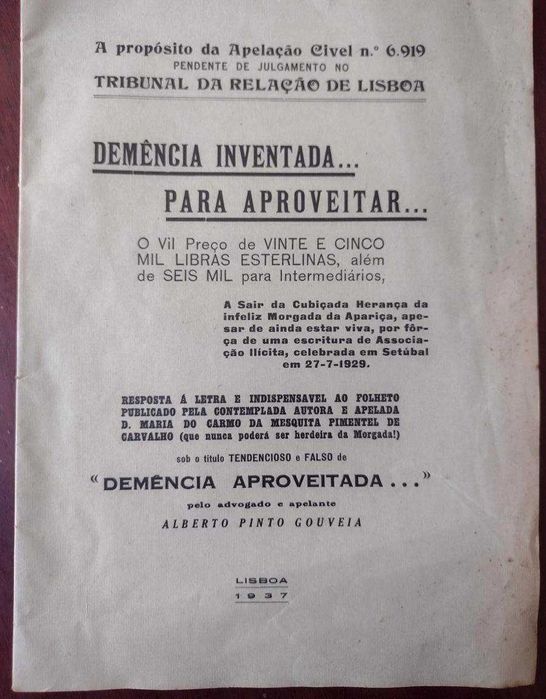 A propósito da Apelação Civel n.º 6.919
PENDENTE DE JULGAMENTO NO
TRIBUNAL DA RELAÇÃO DE LISBOA
DEMÊNCIA INVENTADA...
PARA APROVEITAR...
O Vil Preço de VINTE E CINCO
MIL LIBRAS ESTERLINAS, além
de SEIS MIL para Intermediários,
A Sair da Cubiçada Herança da
infeliz Morgada da Apariça, ape-
sar de ainda estar viva, por fôr-
ça de uma escritura de Associa-
ção Ilícita, celebrada em Setúbal
em 27-7-1929.
RESPOSTA Á LETRA E INDISPENSAVEL AO FOLHETO
PUBLICADO PELA CONTEMPLADA AUTORA E APELADA
D. MARIA DO CARMO DA MESQUITA PIMENTEL DE
CARVALHO (que nunca poderá ser herdeira da Morgada!)
sob o titulo TENDENCIOSO e FALSO de
“DEMÊNCIA APROVEITADA...”
pelo advogado e apelante
ALBERTO PINTO GOUVEIA
LISBOA
1937